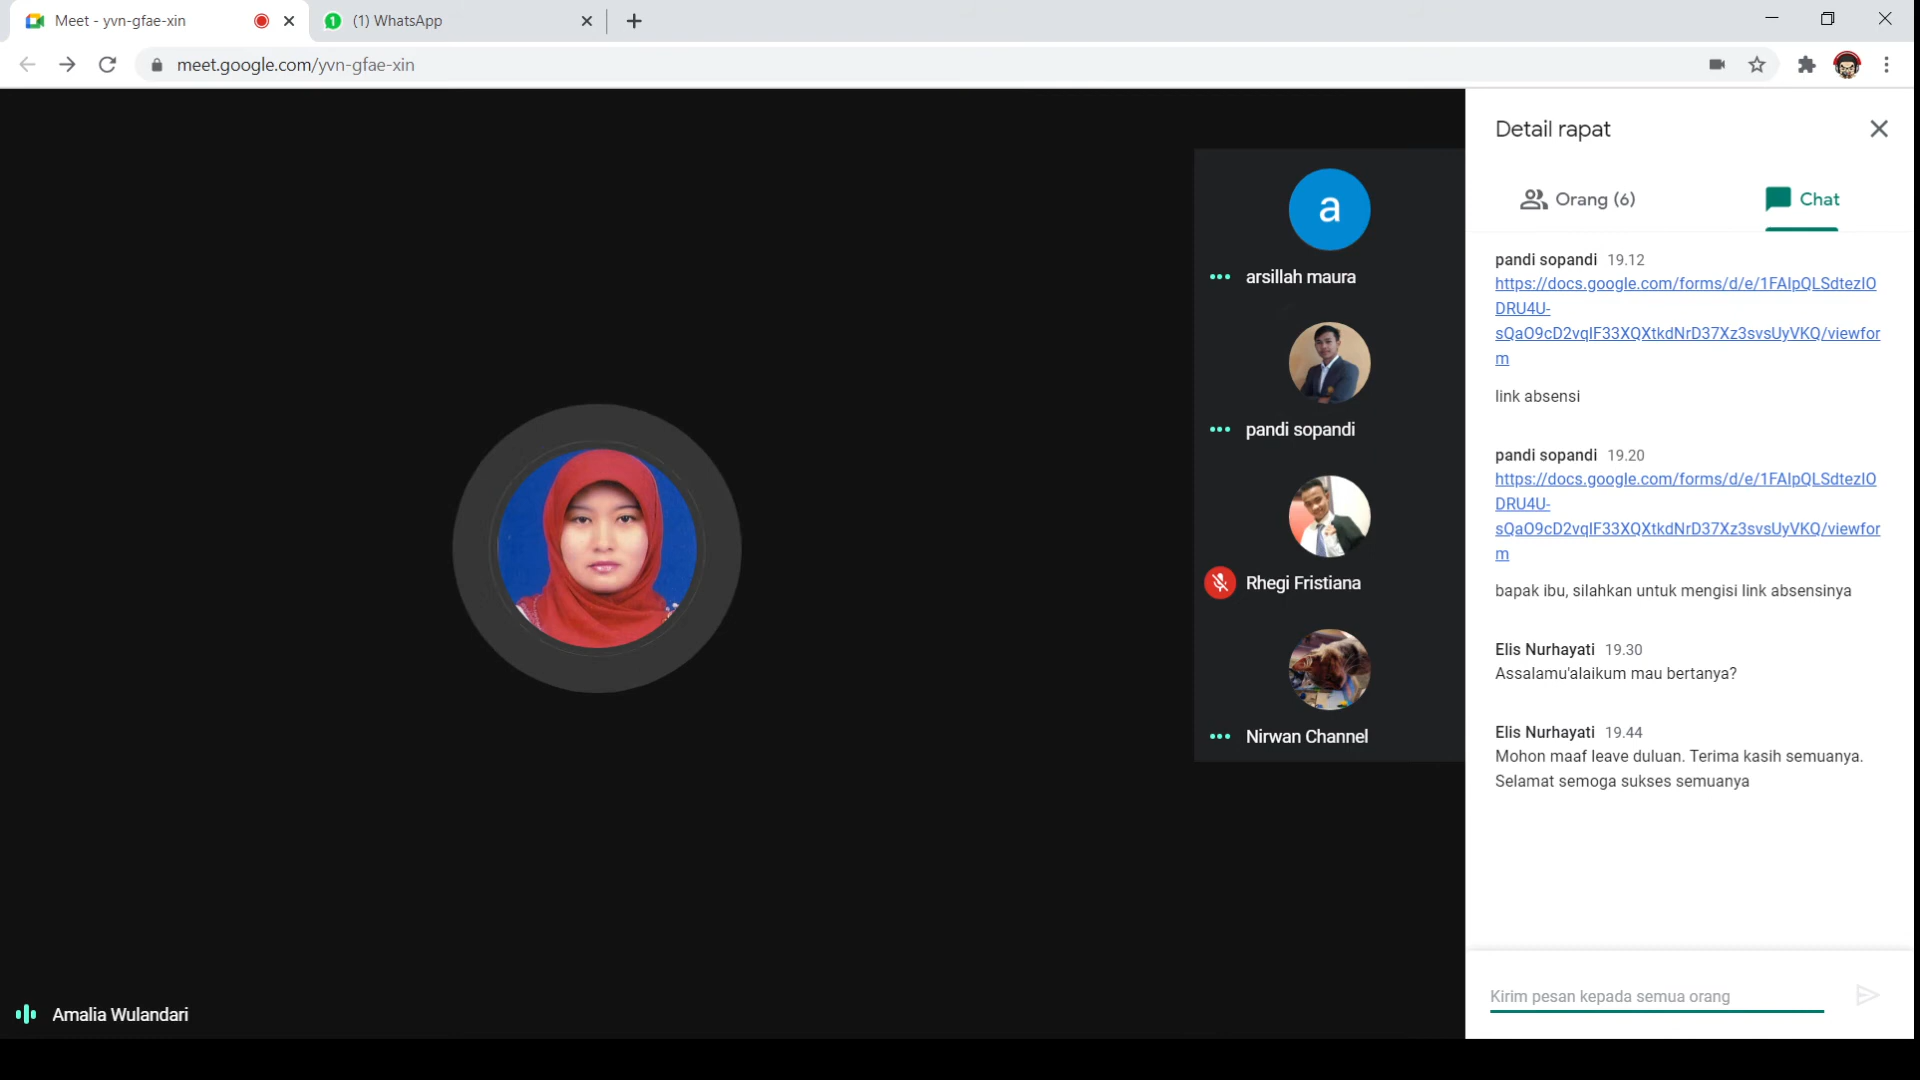 Meet - yvn-gfae-xin
1
(1) WhatsApp
meet.google.com/yvn-gfae-xin
a
arsillah maura
pandi sopandi
Rhegi Fristiana
Nirwan Channel
Amalia Wulandari
Detail rapat
Orang (6)
Chat
pandi sopandi 19.12
https://docs.google.com/forms/d/e/1FAIpQLSdtezIO
DRU4U-
sQaO9cD2vqIF33XQXtkdNrD37Xz3svsUyVKQ/viewfor
m
link absensi
pandi sopandi 19.20
https://docs.google.com/forms/d/e/1FAIpQLSdtezIO
DRU4U-
sQaO9cD2vqIF33XQXtkdNrD37Xz3svsUyVKQ/viewfor
m
bapak ibu, silahkan untuk mengisi link absensinya
Elis Nurhayati 19.30
Assalamu'alaikum mau bertanya?
Elis Nurhayati 19.44
Mohon maaf leave duluan. Terima kasih semuanya.
Selamat semoga sukses semuanya
Kirim pesan kepada semua orang